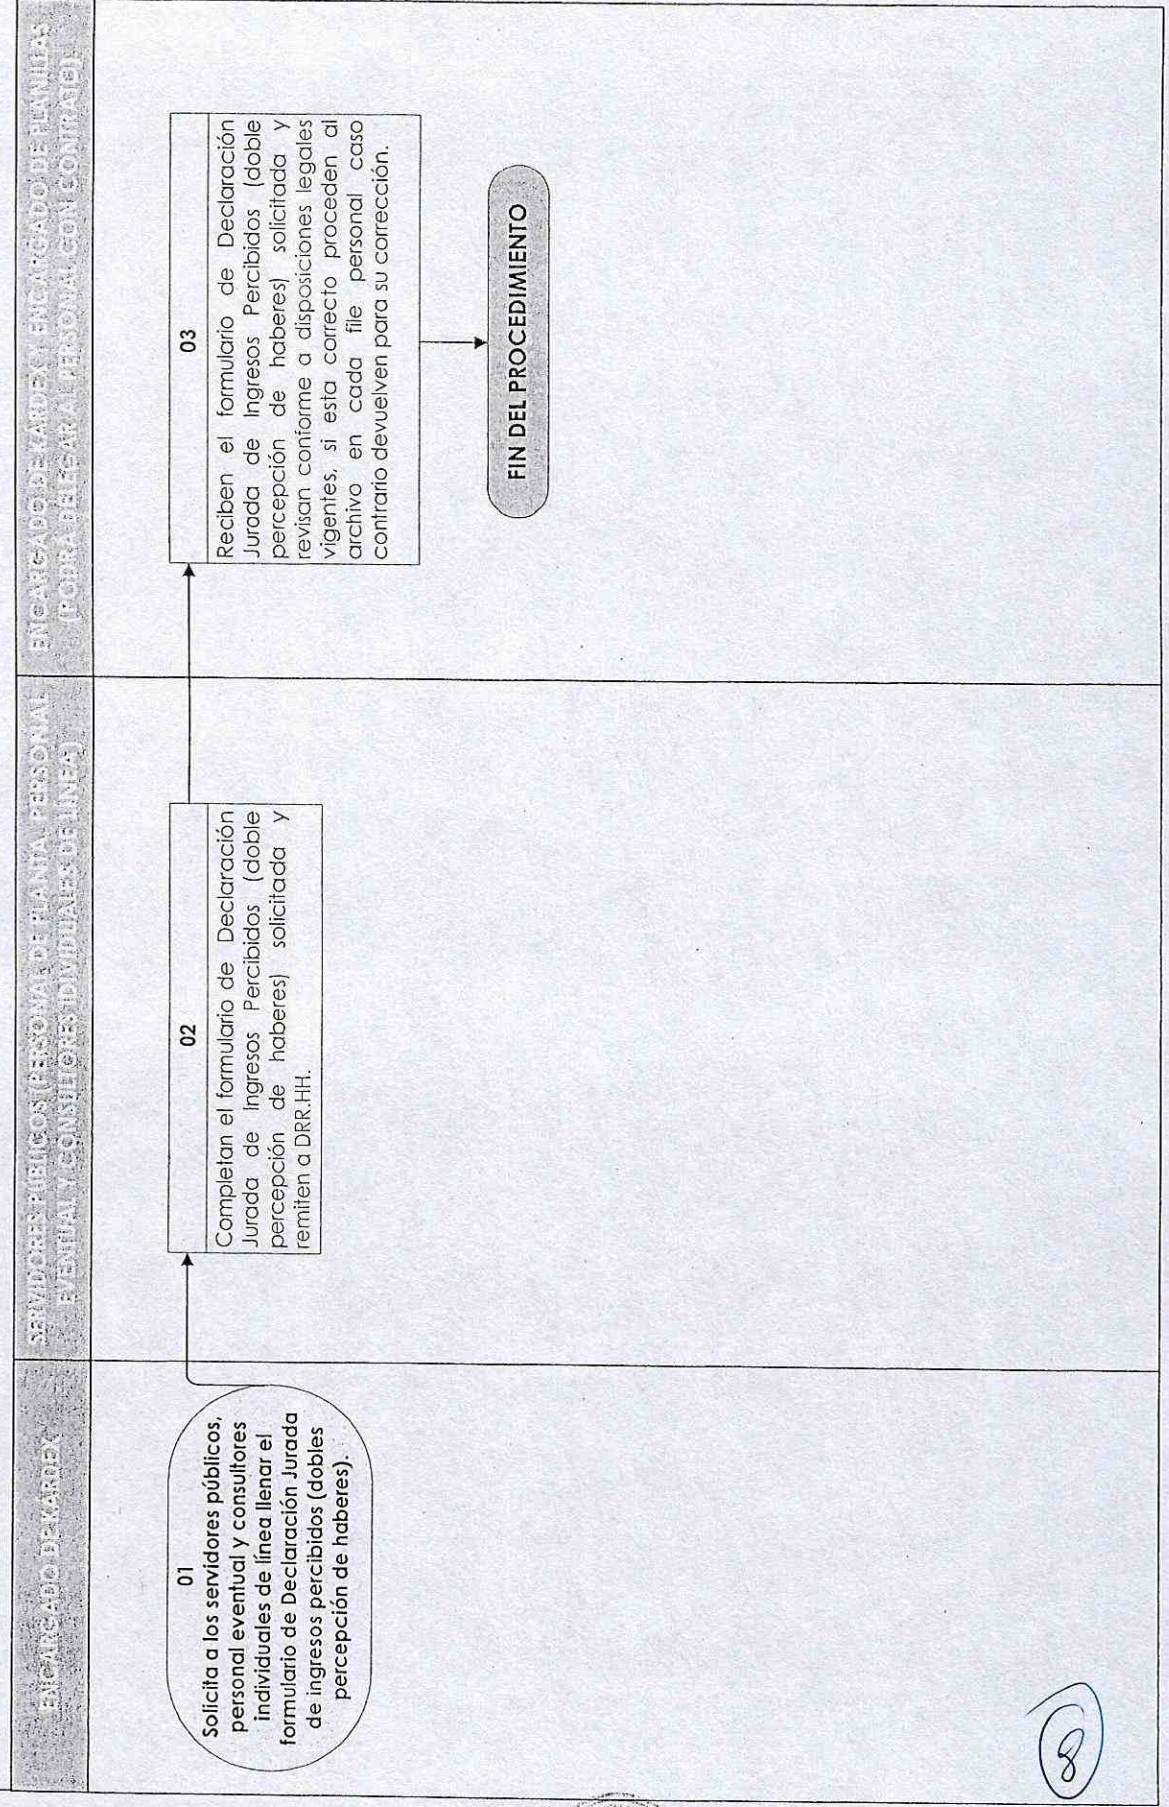 ENCARGADO DE KARDEX
SERVIDORES PUBLICOS (PERSONAL DE PLANTA, PERSONAL
EVENTUAL Y CONSULTORES IDIVIDUALES DE LINEA)
ENCARGADO DE KARDEX Y ENCARGADO DE PLANILLAS
(PODRA DELEGAR AL PERSONAL CON CONTRATO)
01
Solicita a los servidores públicos,
personal eventual y consultores
individuales de línea llenar el
formulario de Declaración Jurada
de ingresos percibidos (dobles
percepción de haberes).
02
Completan el formulario de Declaración
Jurada de Ingresos Percibidos (doble
percepción de haberes) solicitada y
remiten a DRR.HH.
03
Reciben el formulario de Declaración
Jurada de Ingresos Percibidos (doble
percepción de haberes) solicitada y
revisan conforme a disposiciones legales
vigentes, si esta correcto proceden al
archivo en cada file personal caso
contrario devuelven para su corrección.
FIN DEL PROCEDIMIENTO
8